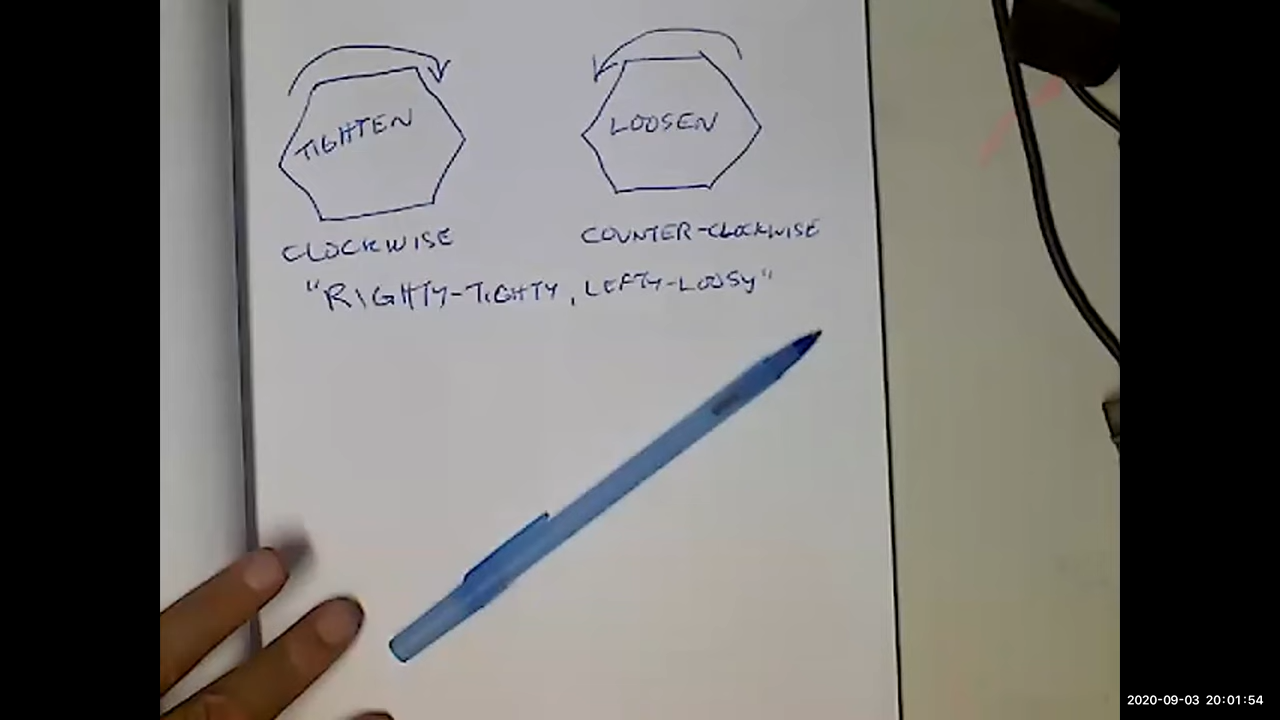 TIGHTEN
LOOSEN
CLOCKWISE
COUNTER-CLOCKWISE
"RIGHTY-TIGHTY, LEFTY-LOOSY"
2020-09-03 20:01:54